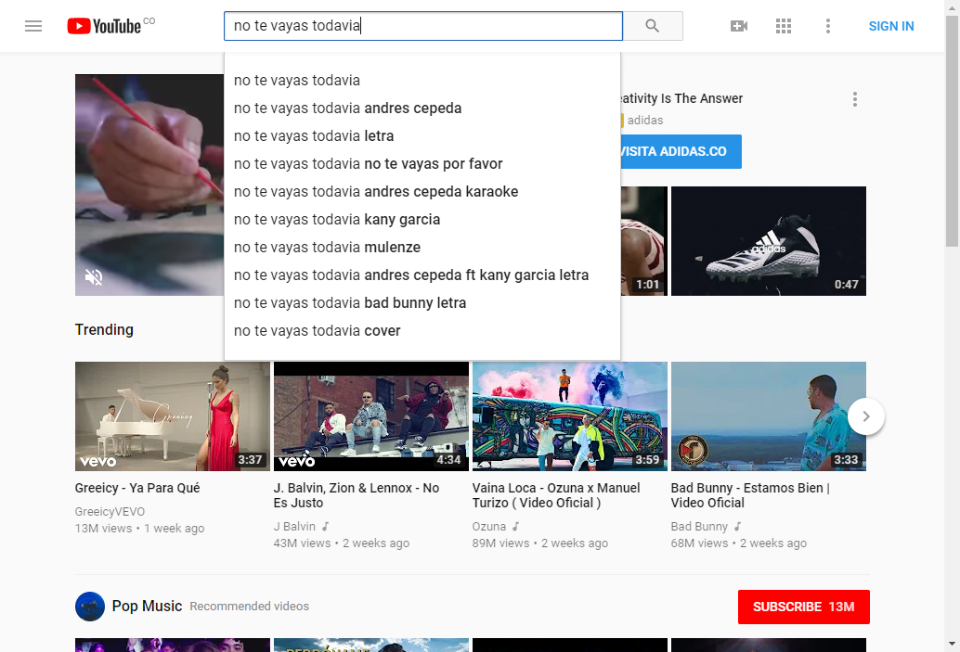 YouTube CO
no te vayas todavia
SIGN IN
no te vayas todavia
no te vayas todavia andres cepeda
no te vayas todavia letra
no te vayas todavia no te vayas por favor
no te vayas todavia andres cepeda karaoke
no te vayas todavia kany garcia
no te vayas todavia mulenze
no te vayas todavia andres cepeda ft kany garcia letra
no te vayas todavia bad bunny letra
no te vayas todavia cover
eativity Is The Answer
adidas
VISITA ADIDAS.CO
adidas
1:01
0:47
Trending
Greeicy
vevo
3:37
vevo
4:34
3:59
3:33
Greeicy - Ya Para Qué
GreeicyVEVO
13M views • 1 week ago
J. Balvin, Zion & Lennox - No
Es Justo
J Balvin
43M views • 2 weeks ago
Vaina Loca - Ozuna x Manuel
Turizo ( Video Oficial )
Ozuna
89M views • 2 weeks ago
Bad Bunny - Estamos Bien |
Video Oficial
Bad Bunny
68M views • 2 weeks ago
Pop Music Recommended videos
SUBSCRIBE 13M